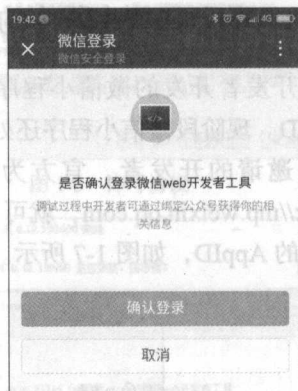 19:42
4G
微信登录
微信安全登录
</>
是否确认登录微信web开发者工具
调试过程中开发者可通过绑定公众号获得你的相
关信息
确认登录
取消